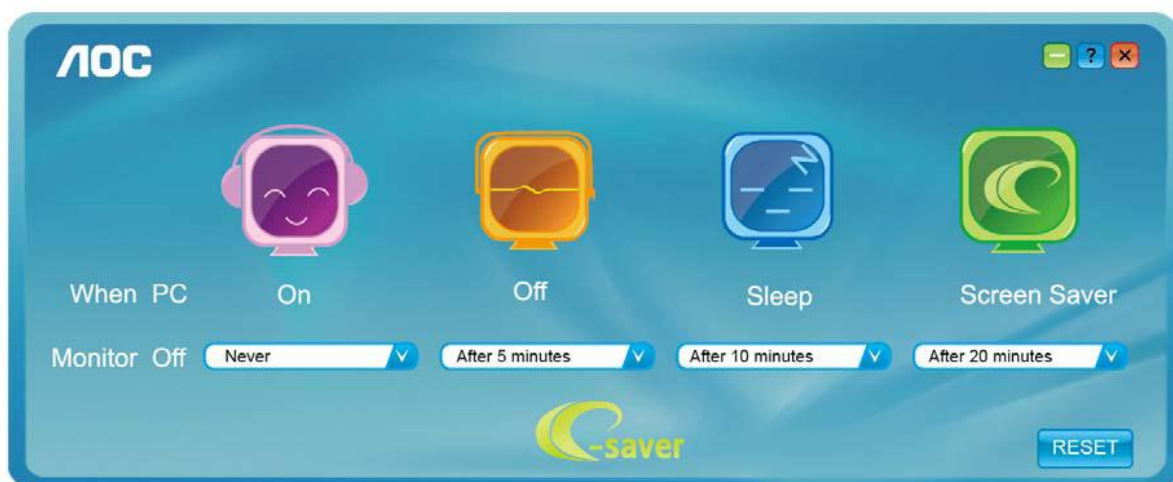 AOC
? ×
When PC On Off Sleep Screen Saver
Monitor Off Never After 5 minutes After 10 minutes After 20 minutes
e-saver
RESET